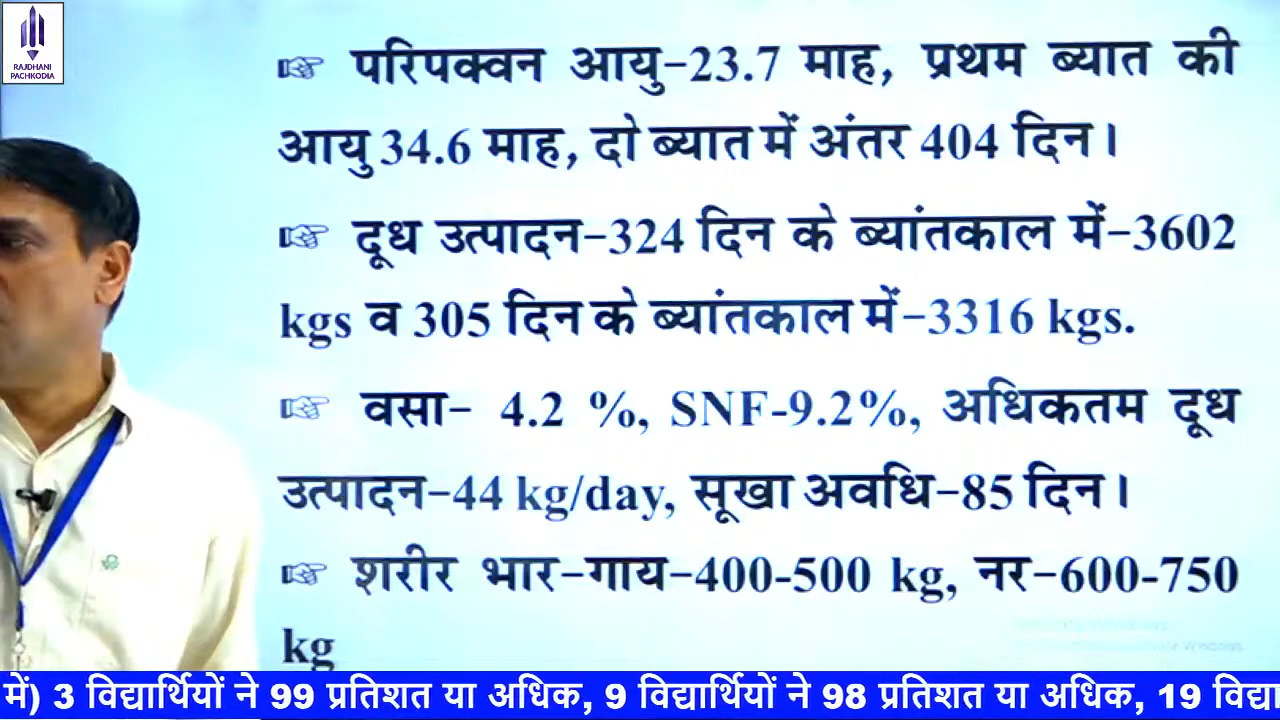 RAJDHANI
PACHKODIA
☞ परिपक्वन आयु-23.7 माह, प्रथम ब्यात की
आयु 34.6 माह, दो ब्यात में अंतर 404 दिन।
☞ दूध उत्पादन-324 दिन के ब्यांतकाल में-3602
kgs व 305 दिन के ब्यांतकाल में-3316 kgs.
☞ वसा- 4.2 %, SNF-9.2%, अधिकतम दूध
उत्पादन-44 kg/day, सूखा अवधि-85 दिन।
☞ शरीर भार-गाय-400-500 kg, नर-600-750
kg
में) 3 विद्यार्थियों ने 99 प्रतिशत या अधिक, 9 विद्यार्थियों ने 98 प्रतिशत या अधिक, 19 विद्या